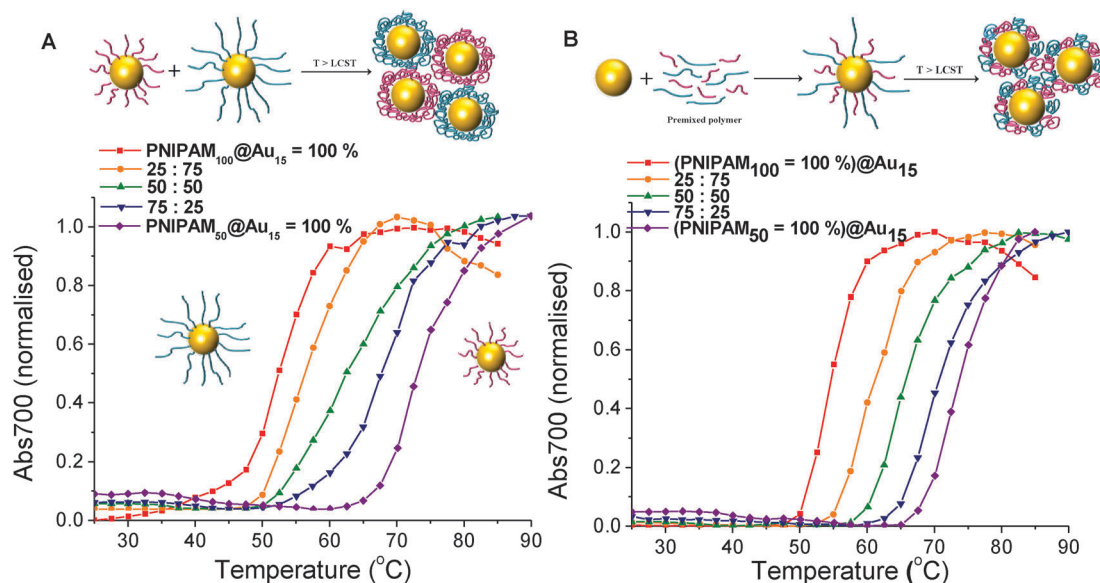 A
+
T > LCST
PNIPAM100@Au15 = 100 %
25 : 75
50 : 50
75 : 25
PNIPAM50@Au15 = 100%
1.0
0.8
0.6
0.4
0.2
0.0
Abs700 (normalised)
30 40 50 60 70 80 90
Temperature (°C)
B
+
Premixed polymer
T > LCST
(PNIPAM100 = 100 %)@Au15
25 : 75
50 : 50
75 : 25
(PNIPAM50 = 100%)@Au15
1.0
0.8
0.6
0.4
0.2
0.0
Abs700 (normalised)
30 40 50 60 70 80 90
Temperature (°C)